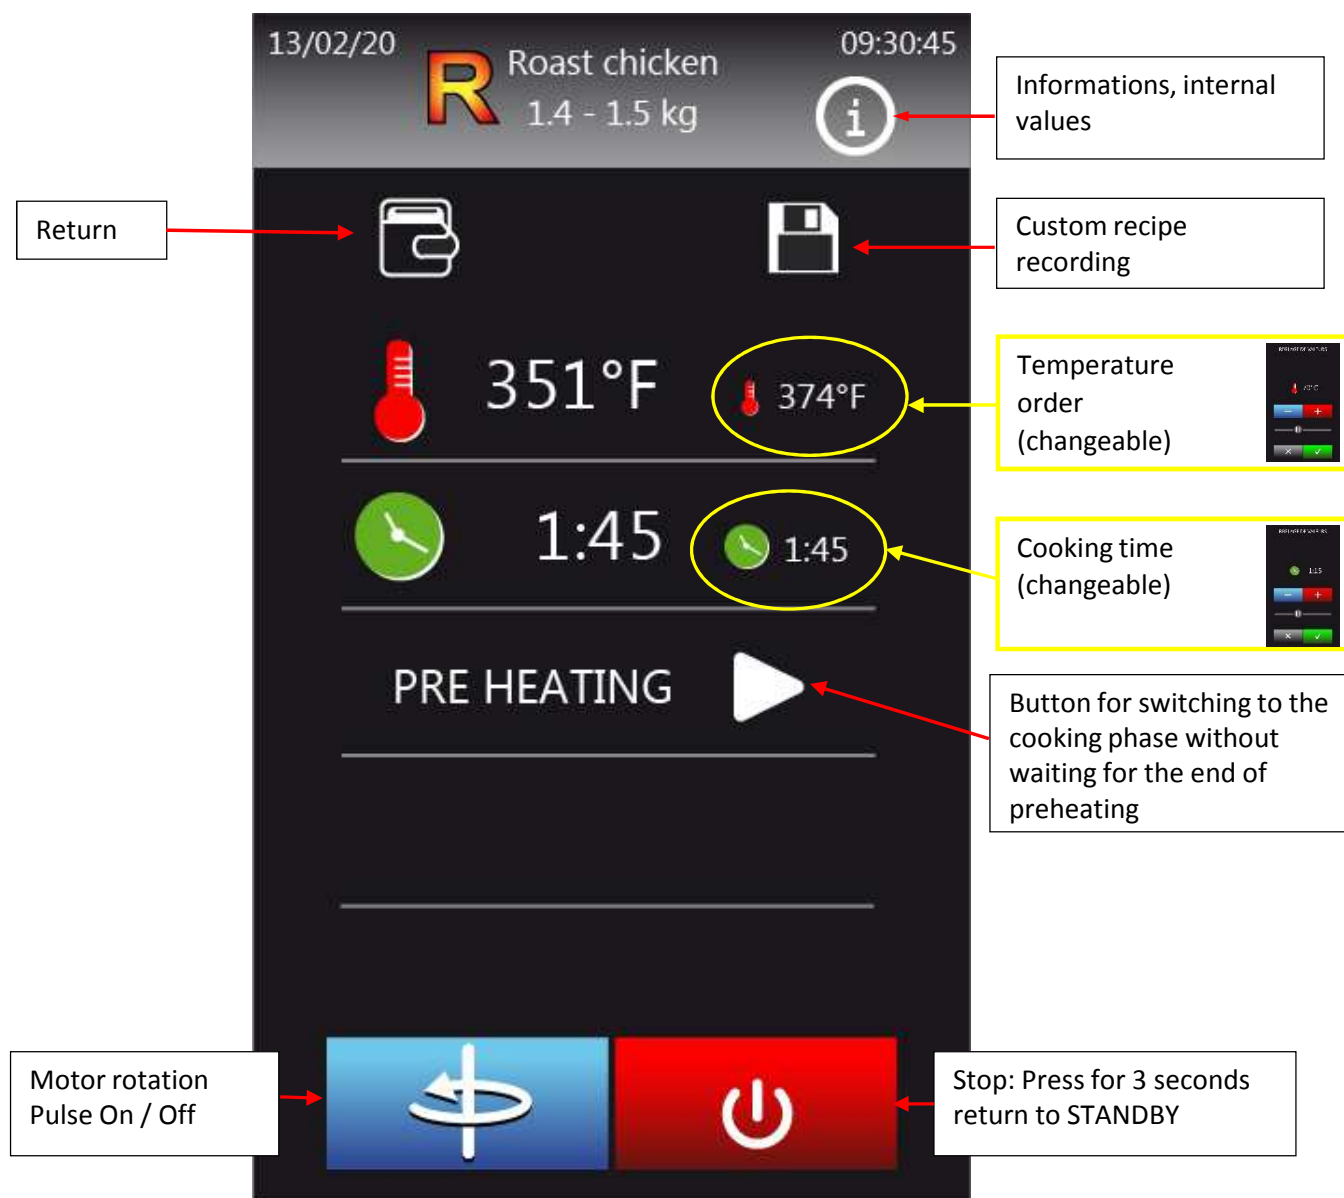 13/02/20
09:30:45
R
Roast chicken
1.4 - 1.5 kg
i
Informations, internal
values
Return
Custom recipe
recording
351°F
374°F
Temperature
order
(changeable)
1:45
1:45
Cooking time
(changeable)
1:15
PRE HEATING
Button for switching to the
cooking phase without
waiting for the end of
preheating
Motor rotation
Pulse On / Off
Stop: Press for 3 seconds
return to STANDBY